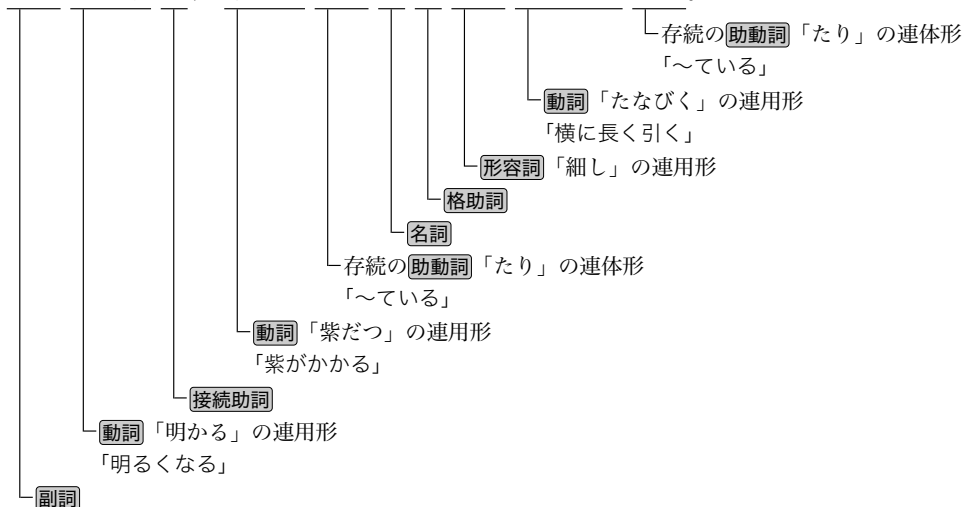 存続の助動詞「たり」の連体形
「〜ている」
動詞「たなびく」の連用形
「横に長く引く」
形容詞「細し」の連用形
格助詞
名詞
存続の助動詞「たり」の連体形
「〜ている」
動詞「紫だつ」の連用形
「紫がかかる」
接続助詞
動詞「明かる」の連用形
「明るくなる」
副詞